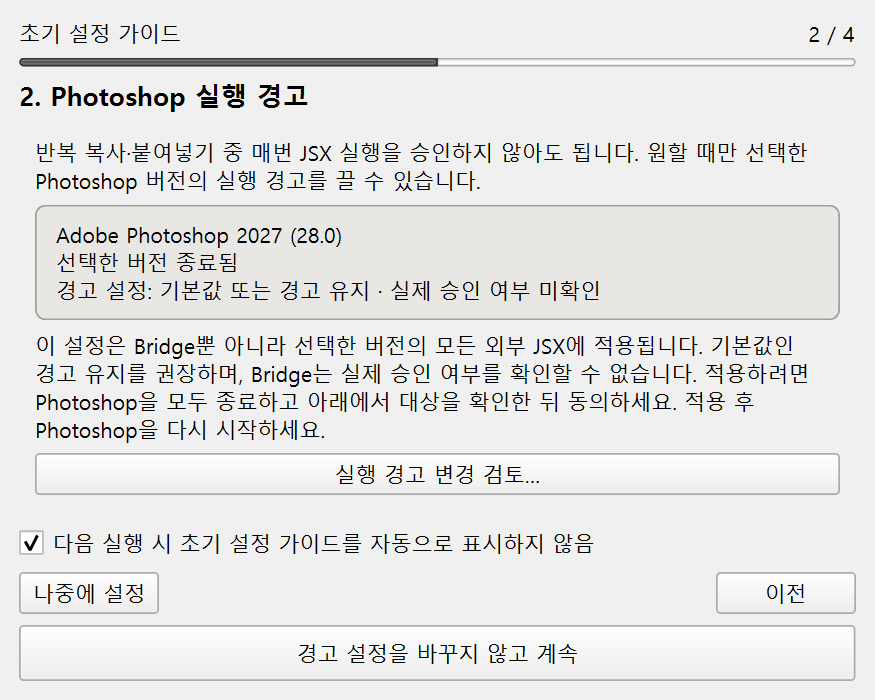 초기 설정 가이드
2 / 4
2. Photoshop 실행 경고
반복 복사·붙여넣기 중 매번 JSX 실행을 승인하지 않아도 됩니다. 원할 때만 선택한
Photoshop 버전의 실행 경고를 끌 수 있습니다.
Adobe Photoshop 2027 (28.0)
선택한 버전 종료됨
경고 설정: 기본값 또는 경고 유지 · 실제 승인 여부 미확인
이 설정은 Bridge뿐 아니라 선택한 버전의 모든 외부 JSX에 적용됩니다. 기본값인
경고 유지를 권장하며, Bridge는 실제 승인 여부를 확인할 수 없습니다. 적용하려면
Photoshop을 모두 종료하고 아래에서 대상을 확인한 뒤 동의하세요. 적용 후
Photoshop을 다시 시작하세요.
실행 경고 변경 검토...
다음 실행 시 초기 설정 가이드를 자동으로 표시하지 않음
나중에 설정
이전
경고 설정을 바꾸지 않고 계속